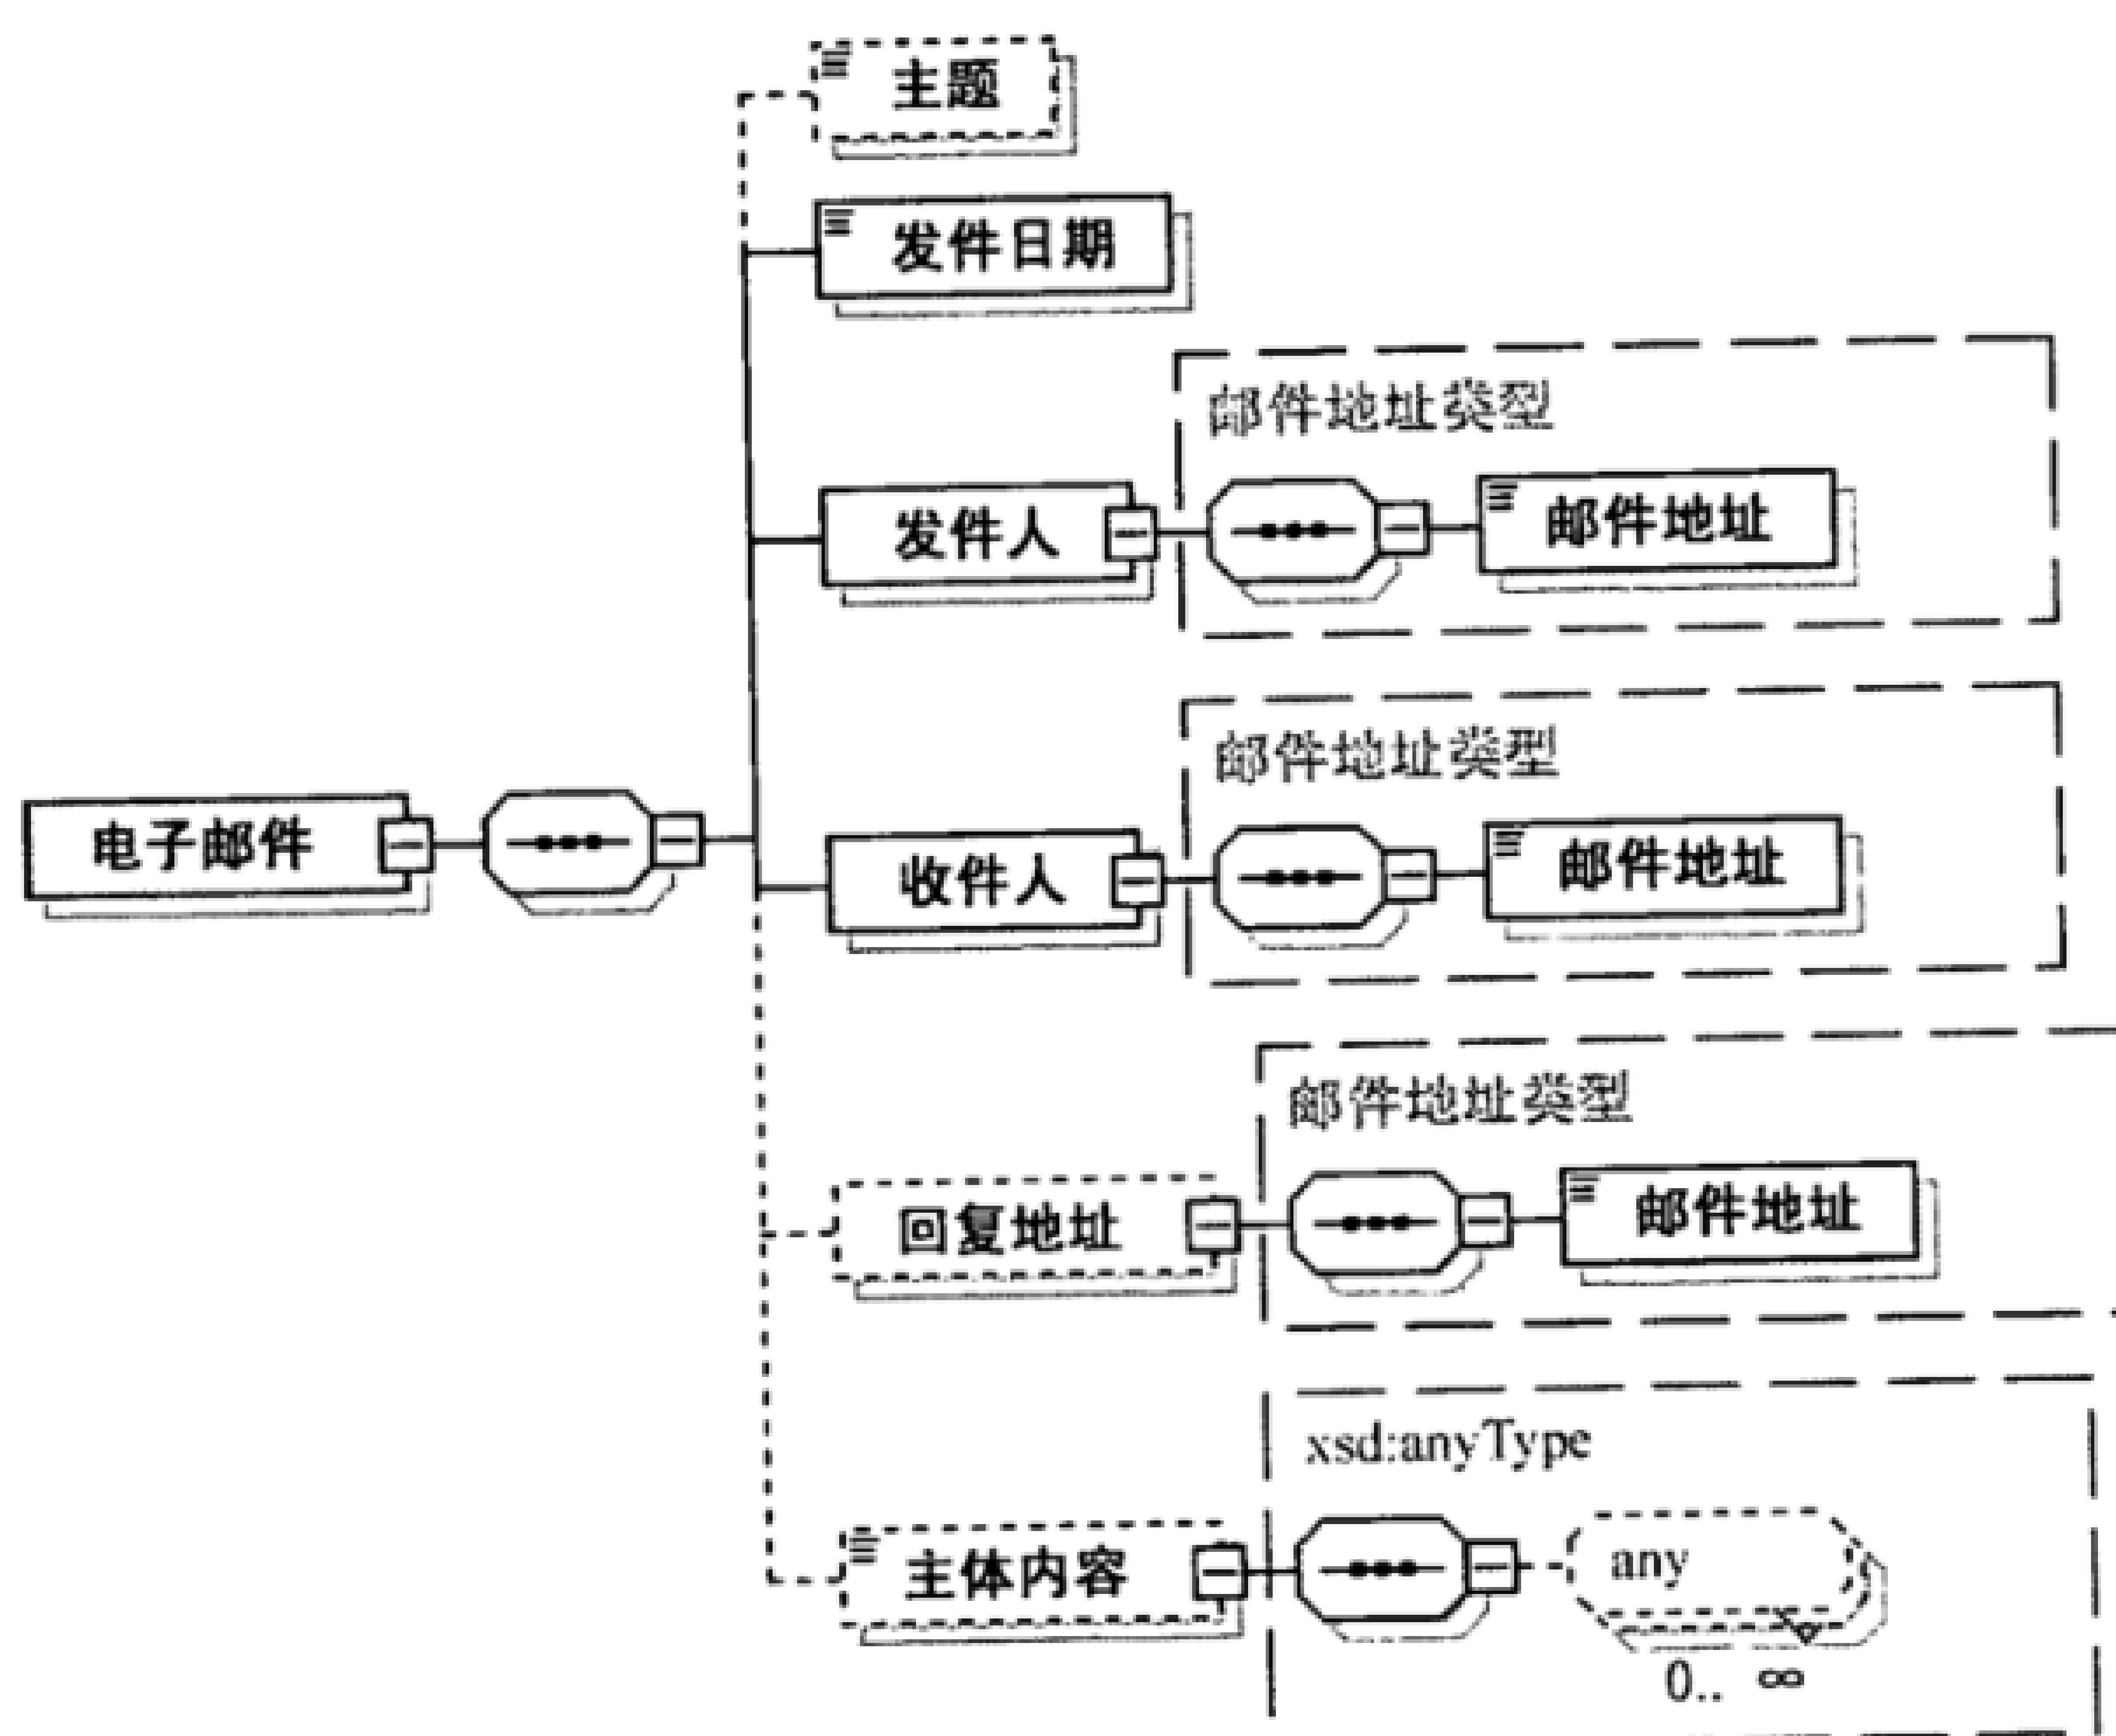 主题
发件日期
邮件地址类型
发件人
邮件地址
邮件地址类型
电子邮件
收件人
邮件地址
邮件地址类型
回复地址
邮件地址
xsd:anyType
主体内容
any
0.. ∞